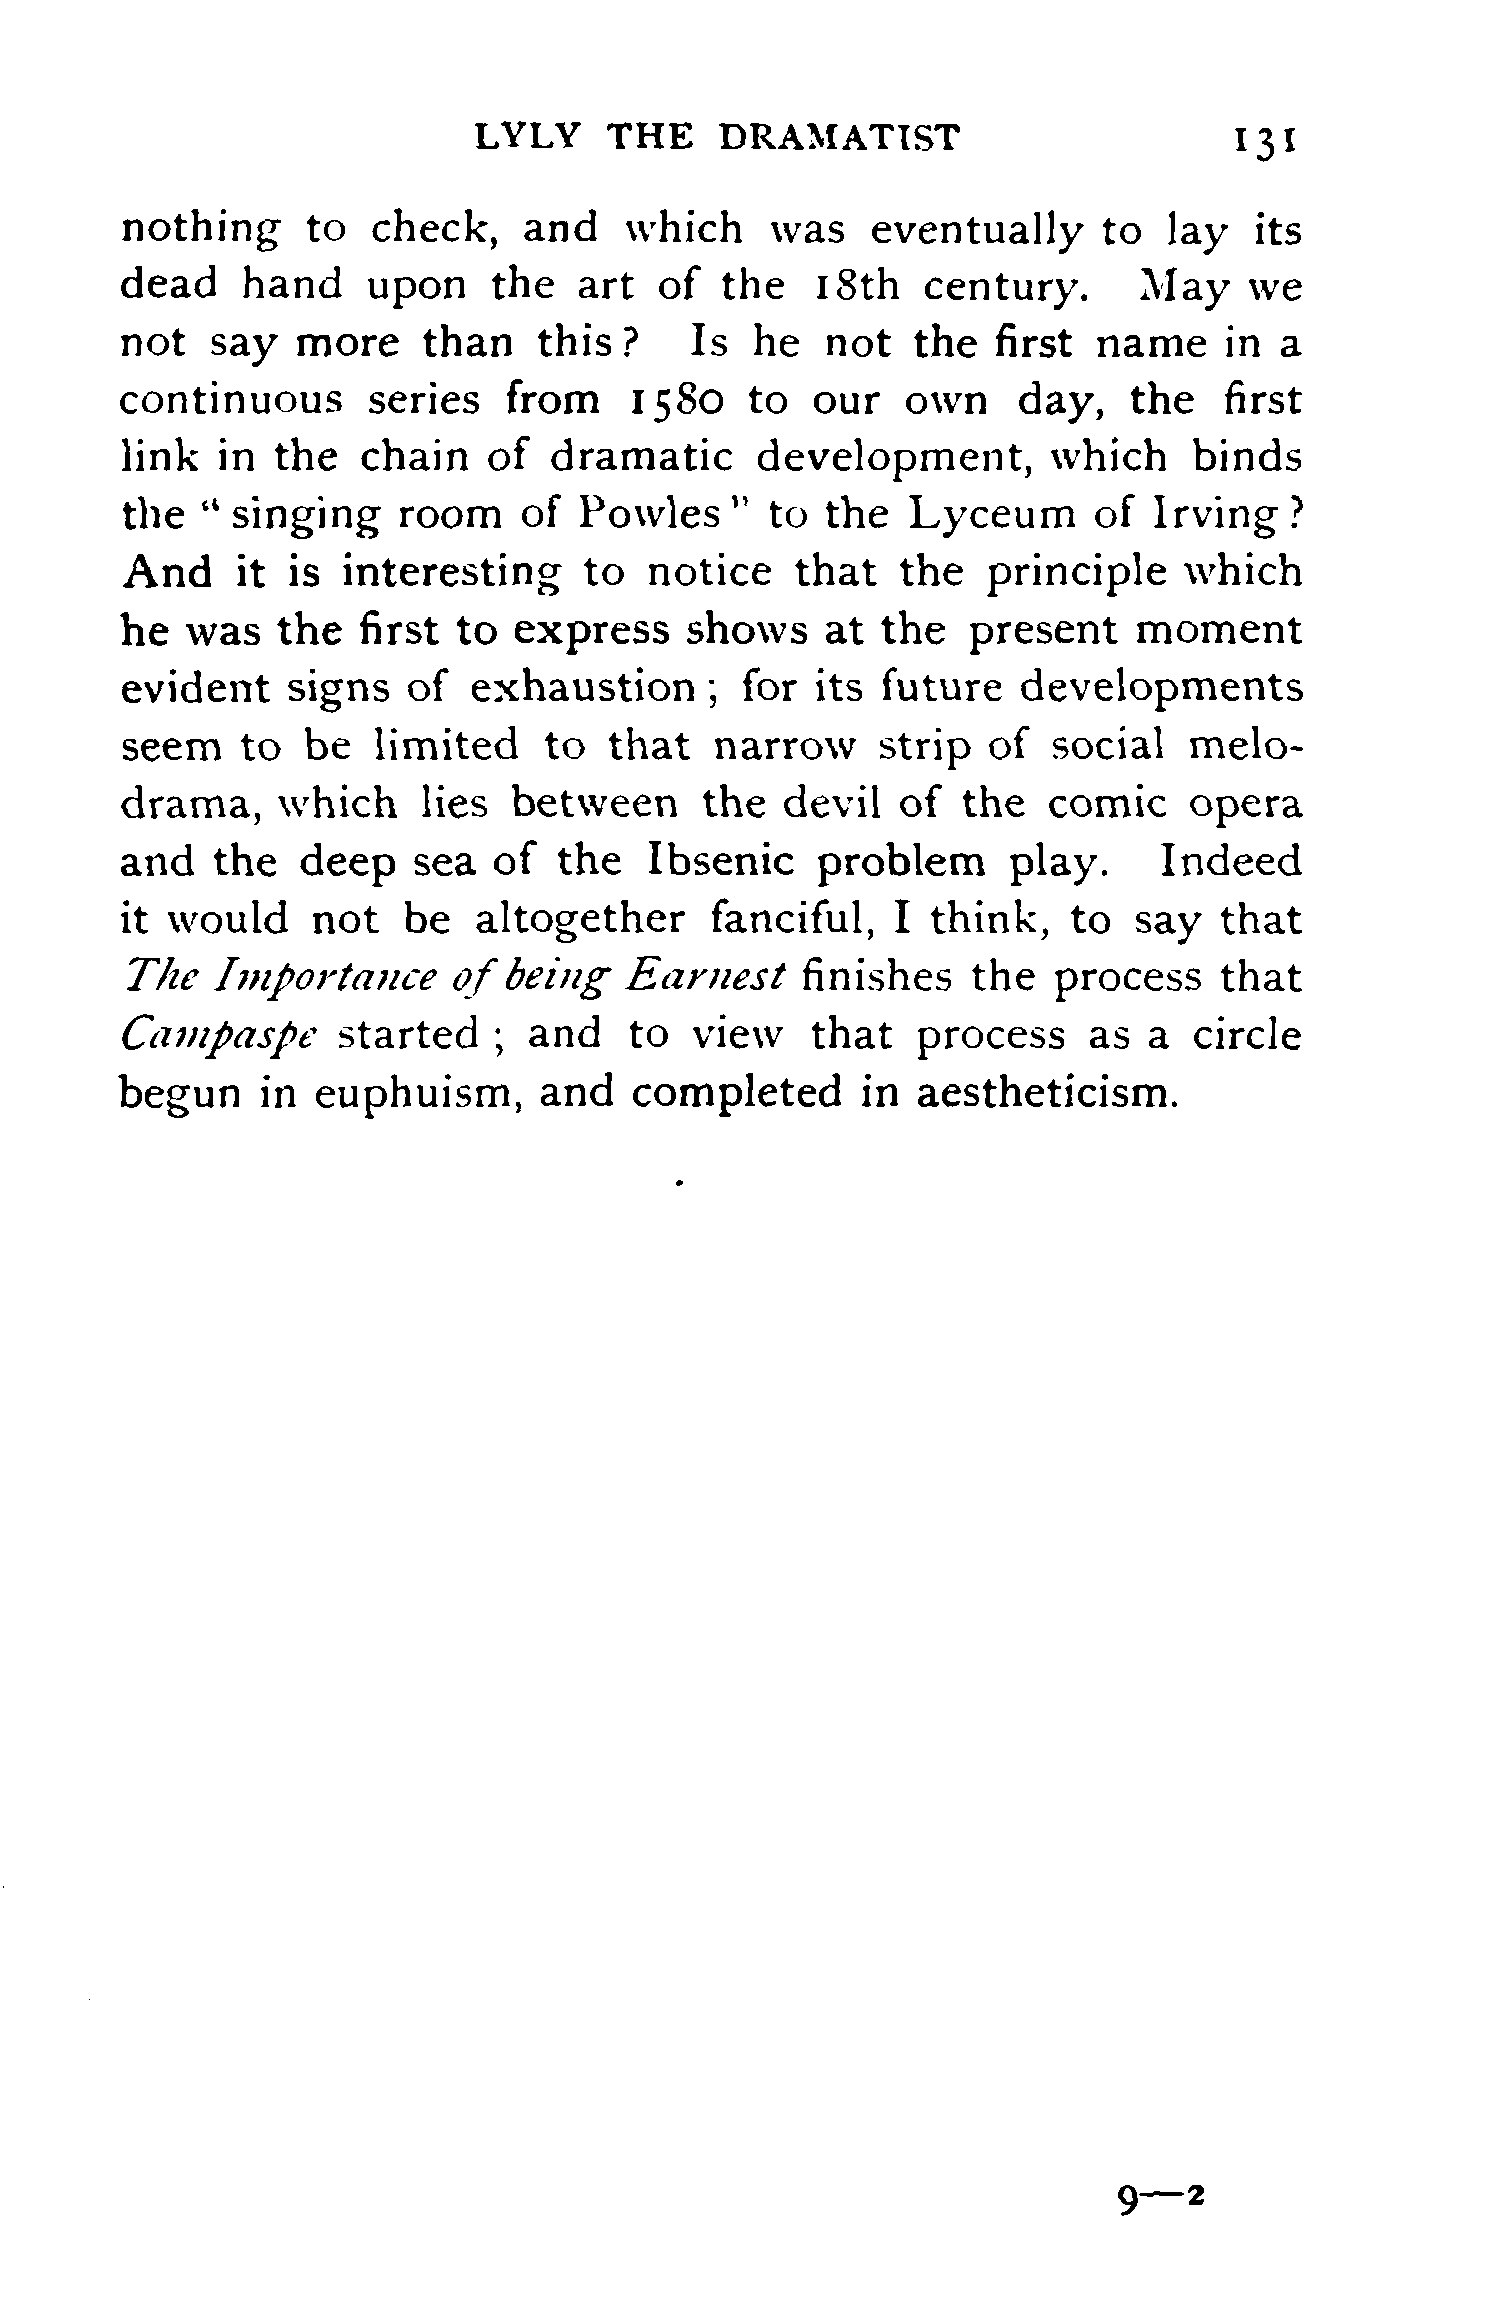 LYLY THE DRAMATIST 131
nothing to check, and which was eventually to lay its
dead hand upon the art of the 18th century. May we
not say more than this? Is he not the first name in a
continuous series from 1580 to our own day, the first
link in the chain of dramatic development, which binds
the "singing room of Powles" to the Lyceum of Irving?
And it is interesting to notice that the principle which
he was the first to express shows at the present moment
evident signs of exhaustion; for its future developments
seem to be limited to that narrow strip of social melo-
drama, which lies between the devil of the comic opera
and the deep sea of the Ibsenic problem play. Indeed
it would not be altogether fanciful, I think, to say that
The Importance of being Earnest finishes the process that
Campaspe started; and to view that process as a circle
begun in euphuism, and completed in aestheticism.
9—2